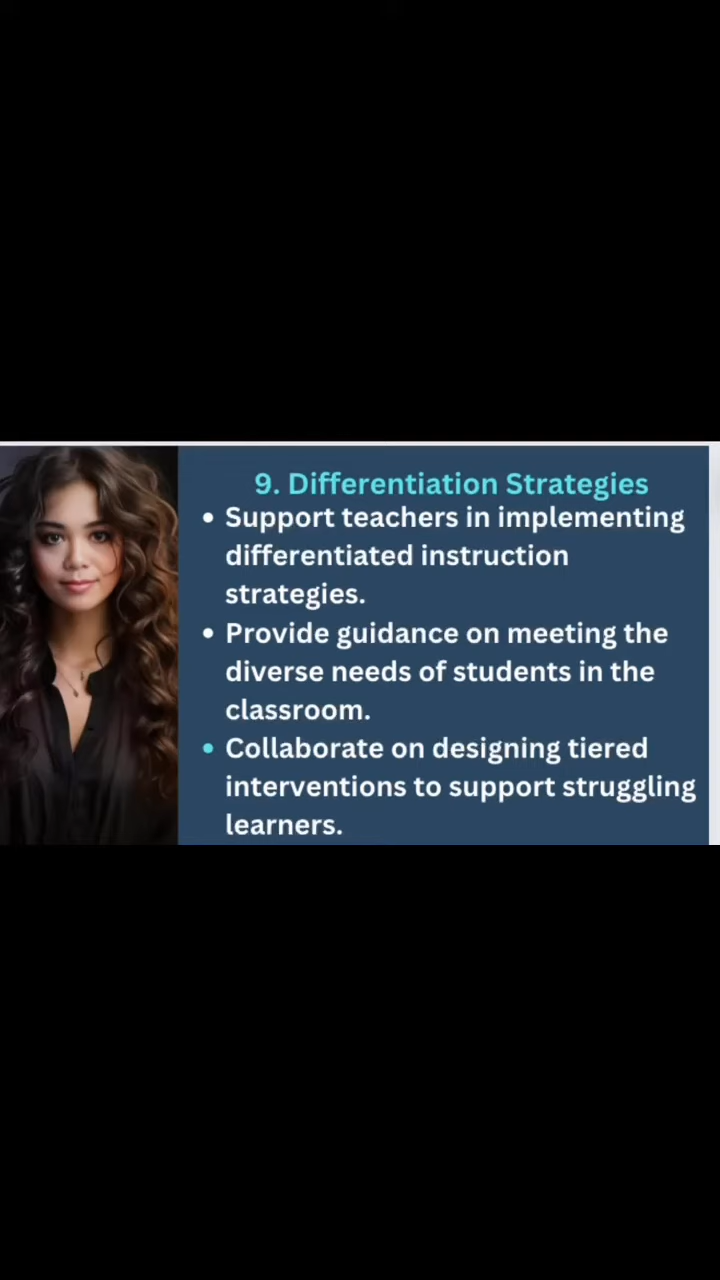 9. Differentiation Strategies
• Support teachers in implementing
differentiated instruction
strategies.
• Provide guidance on meeting the
diverse needs of students in the
classroom.
• Collaborate on designing tiered
interventions to support struggling
learners.